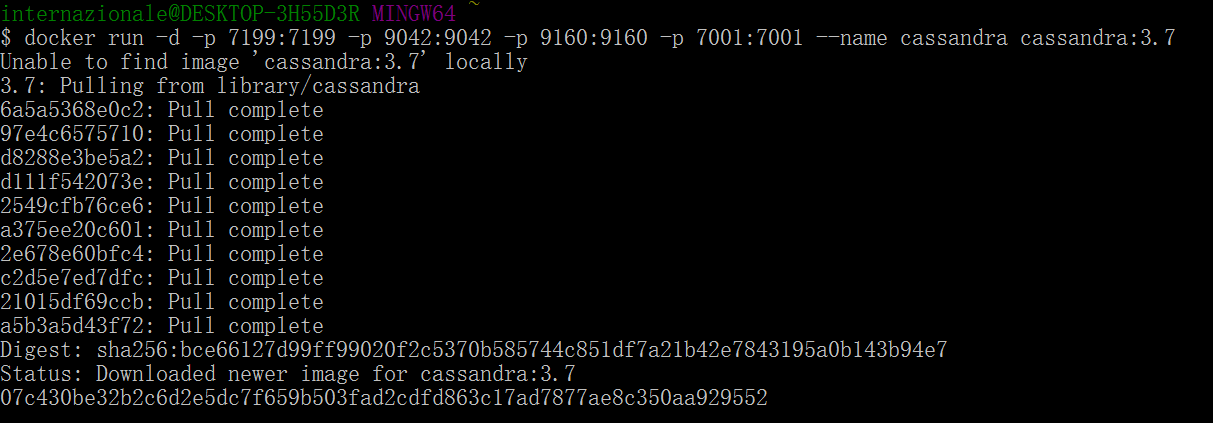 internazionale@DESKTOP-3H55D3R MINGW64 ~
$ docker run -d -p 7199:7199 -p 9042:9042 -p 9160:9160 -p 7001:7001 --name cassandra cassandra:3.7
Unable to find image 'cassandra:3.7' locally
3.7: Pulling from library/cassandra
6a5a5368e0c2: Pull complete
97e4c6575710: Pull complete
d8288e3be5a2: Pull complete
d111f542073e: Pull complete
2549cfb76ce6: Pull complete
a375ee20c601: Pull complete
2e678e60bfc4: Pull complete
c2d5e7ed7dfc: Pull complete
21015df69ccb: Pull complete
a5b3a5d43f72: Pull complete
Digest: sha256:bce66127d99ff99020f2c5370b585744c851df7a21b42e7843195a0b143b94e7
Status: Downloaded newer image for cassandra:3.7
07c430be32b2c6d2e5dc7f659b503fad2cdfd863c17ad7877ae8c350aa929552